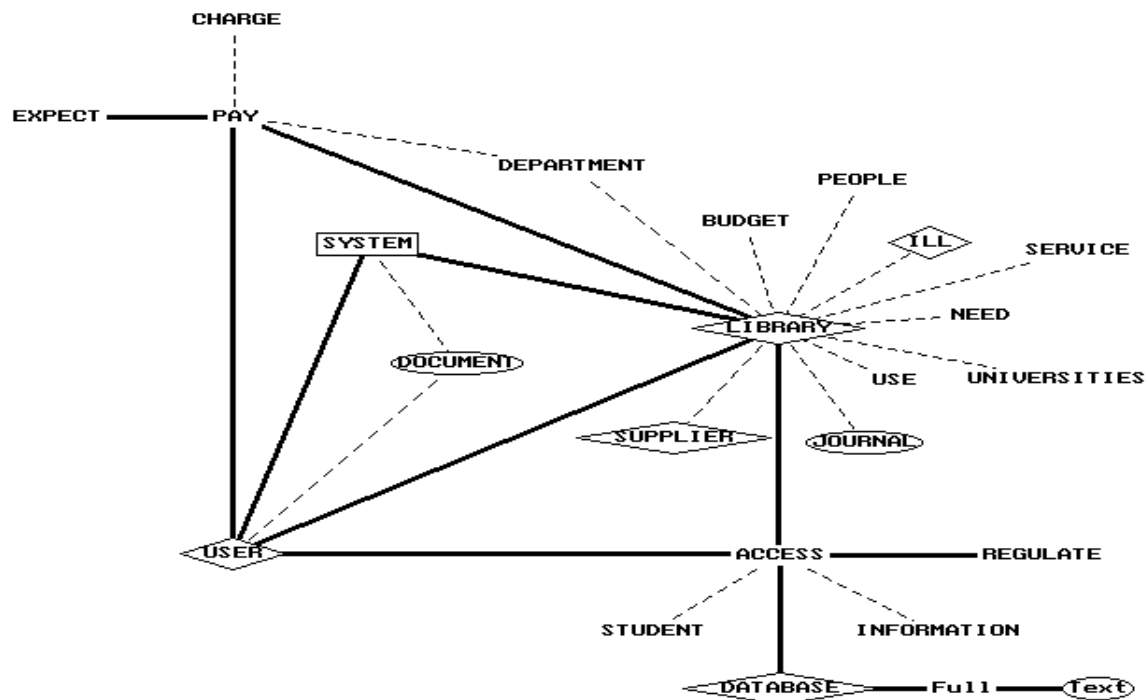 CHARGE
EXPECT
PAY
DEPARTMENT
PEOPLE
BUDGET
SYSTEM
ILL
SERVICE
NEED
LIBRARY
DOCUMENT
USE
UNIVERSITIES
SUPPLIER
JOURNAL
USER
ACCESS
REGULATE
STUDENT
INFORMATION
DATABASE
Full
Text